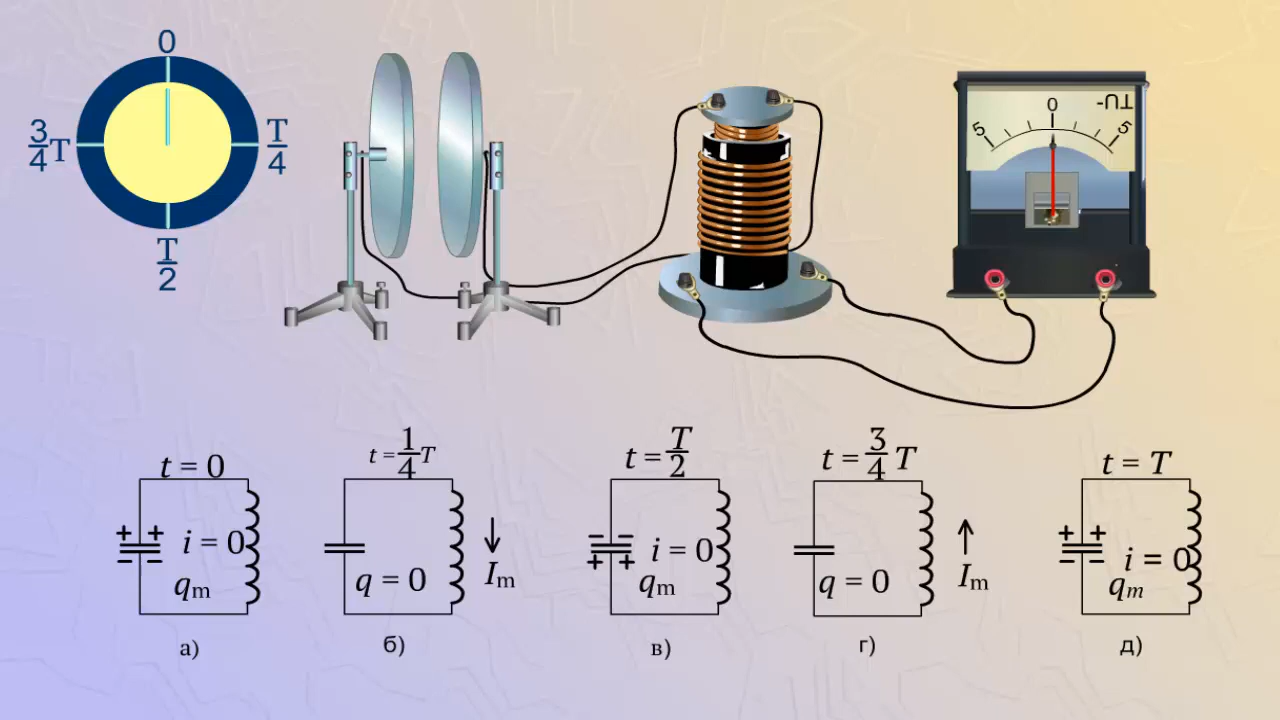 0
3/4 T
T/4
T/2
5 0 5
-UT
t = 0
i = 0
qm
а)
t = 1/4 T
q = 0
Im
б)
t = T/2
i = 0
qm
в)
t = 3/4 T
q = 0
Im
г)
t = T
i = 0
qm
д)